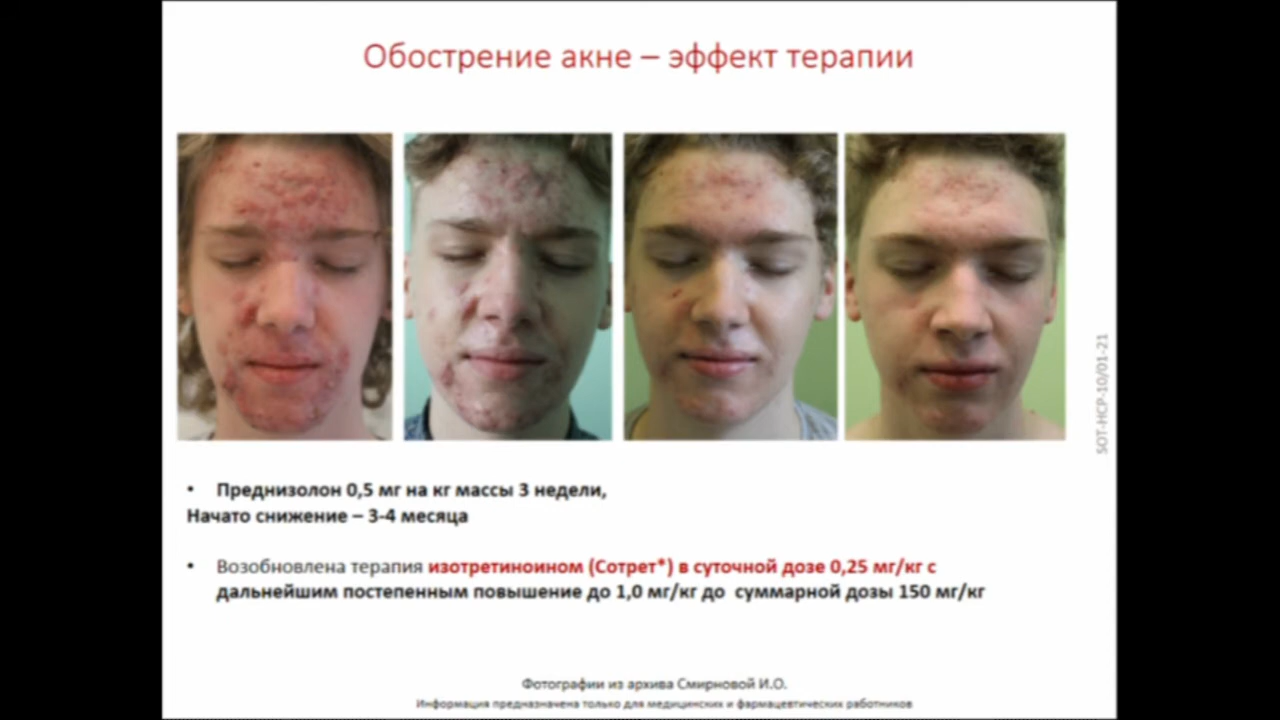 Обострение акне – эффект терапии
SOT-HCP-10/01-21
• Преднизолон 0,5 мг на кг массы 3 недели,
Начато снижение – 3-4 месяца
• Возобновлена терапия изотретиноином (Сотрет*) в суточной дозе 0,25 мг/кг с
дальнейшим постепенным повышение до 1,0 мг/кг до суммарной дозы 150 мг/кг
Фотографии из архива Смирновой И.О.
Информация предназначена только для медицинских и фармацевтических работников